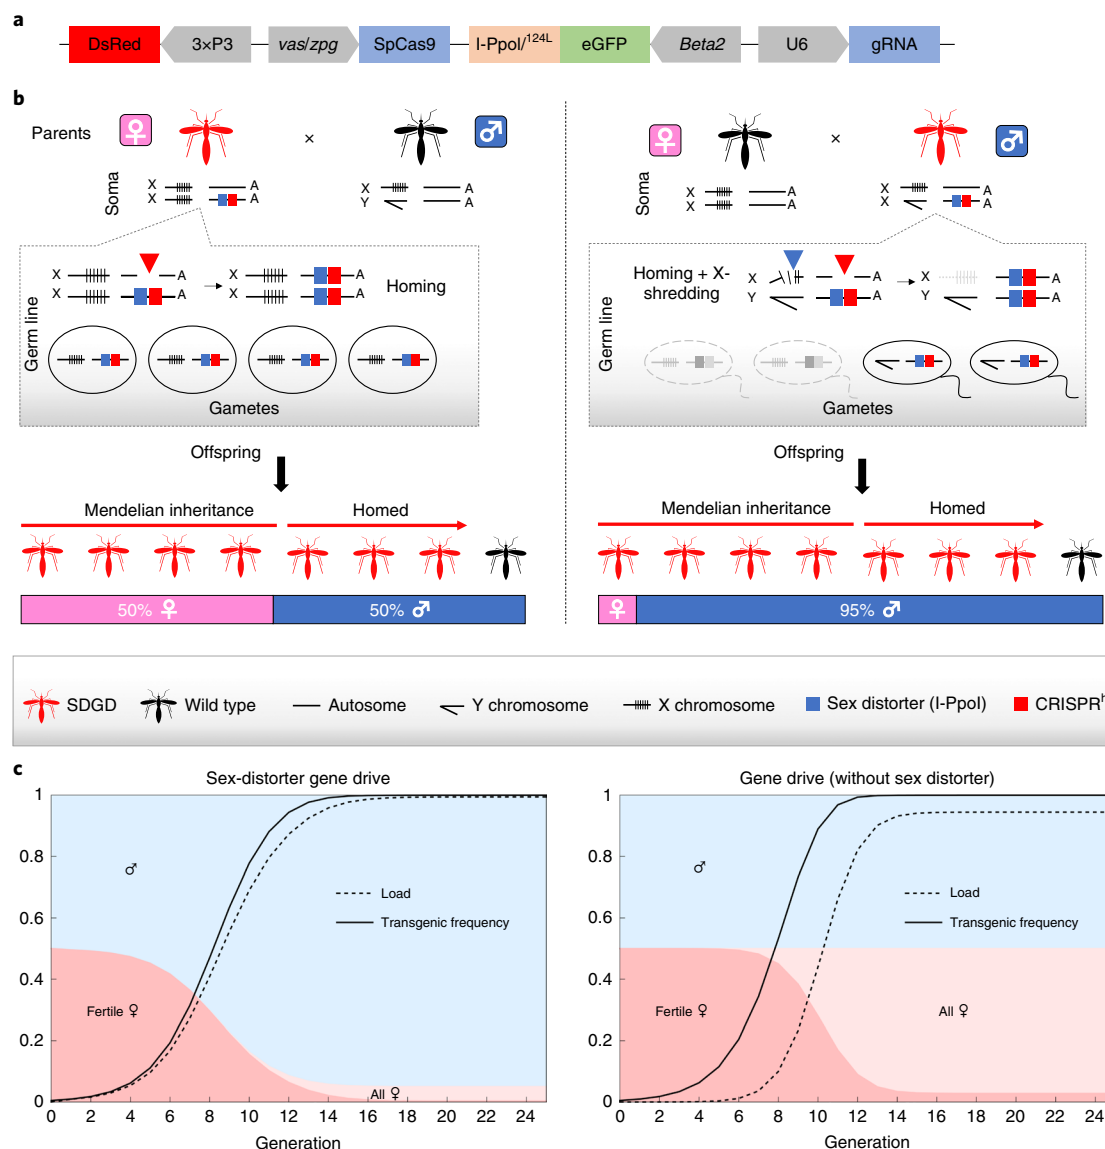 a
DsRed 3×P3 vas/zpg SpCas9 I-PpoI/124L eGFP Beta2 U6 gRNA
b
Parents ♀ × ♂
Soma
X X A A
X Y A A
Germ line
X X A
X X A
Homing
Gametes
Offspring
Mendelian inheritance Homed
50% ♀ 50% ♂
♀ × ♂
Soma
X X A A
X X A A
Germ line
Homing + X-
shredding
X Y A
X Y A
Gametes
Offspring
Mendelian inheritance Homed
♀ 95% ♂
SDGD Wild type Autosome Y chromosome X chromosome Sex distorter (I-PpoI) CRISPRh
c
Sex-distorter gene drive
1
0.8
0.6
0.4
0.2
0
♂
Load
Transgenic frequency
Fertile ♀
All ♀
0 2 4 6 8 10 12 14 16 18 20 22 24
Generation
Gene drive (without sex distorter)
1
0.8
0.6
0.4
0.2
0
♂
Load
Transgenic frequency
Fertile ♀
All ♀
0 2 4 6 8 10 12 14 16 18 20 22 24
Generation